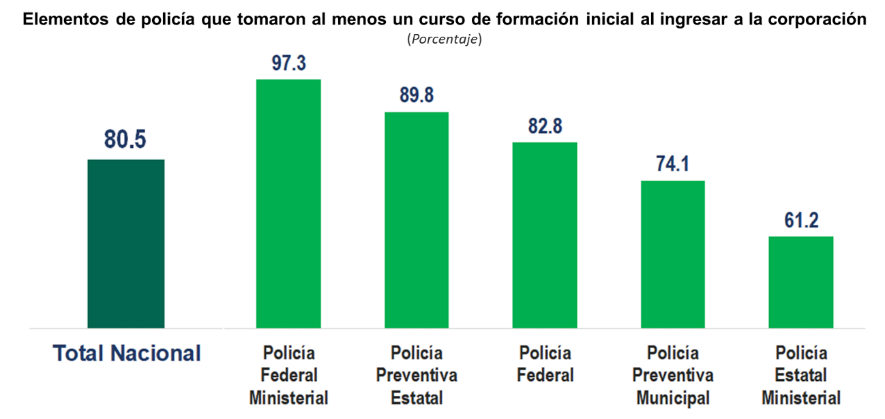 Elementos de policía que tomaron al menos un curso de formación inicial al ingresar a la corporación
(Porcentaje)
80.5
97.3
89.8
82.8
74.1
61.2
Total Nacional
Policía
Federal
Ministerial
Policía
Preventiva
Estatal
Policía
Federal
Policía
Preventiva
Municipal
Policía
Estatal
Ministerial